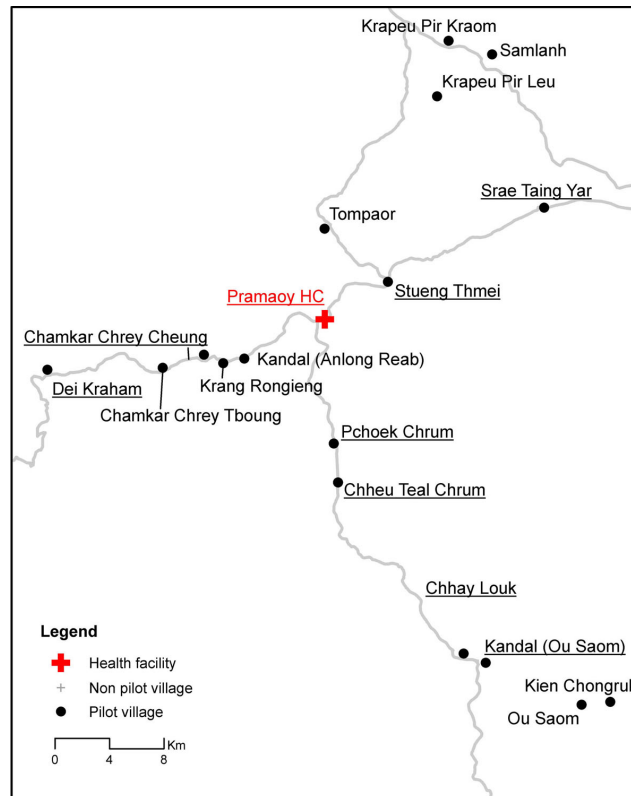 Krapeu Pir Kraom
Samlanh
Krapeu Pir Leu
Srae Taing Yar
Tompaor
Stueng Thmei
Pramaoy HC
Chamkar Chrey Cheung
Kandal (Anlong Reab)
Krang Rongieng
Dei Kraham
Chamkar Chrey Tboung
Pchoek Chrum
Chheu Teal Chrum
Chhay Louk
Kandal (Ou Saom)
Kien Chongruk
Ou Saom
Legend
Health facility
Non pilot village
Pilot village
Km
0 4 8